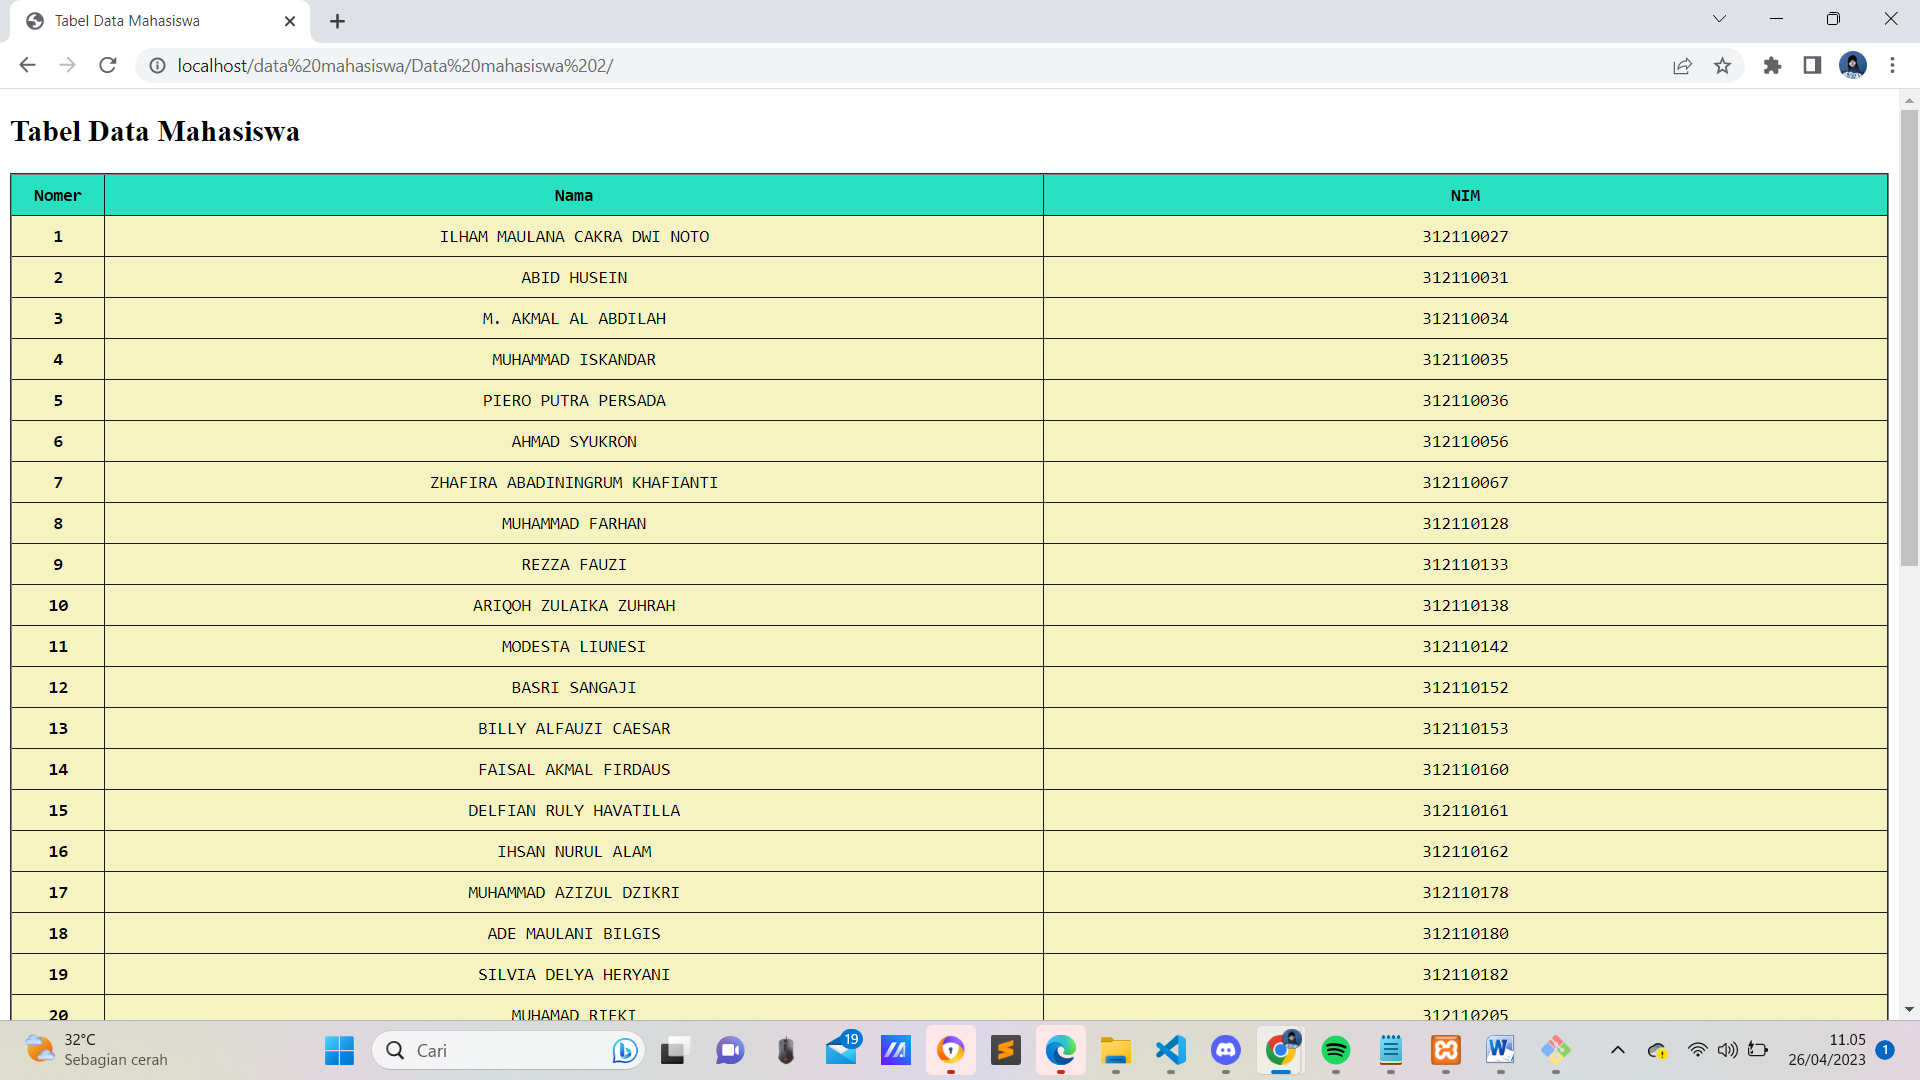 Tabel Data Mahasiswa
localhost/data%20mahasiswa/Data%20mahasiswa%202/
Tabel Data Mahasiswa
Nomer Nama NIM
1 ILHAM MAULANA CAKRA DWI NOTO 312110027
2 ABID HUSEIN 312110031
3 M. AKMAL AL ABDILAH 312110034
4 MUHAMMAD ISKANDAR 312110035
5 PIERO PUTRA PERSADA 312110036
6 AHMAD SYUKRON 312110056
7 ZHAFIRA ABADININGRUM KHAFIANTI 312110067
8 MUHAMMAD FARHAN 312110128
9 REZZA FAUZI 312110133
10 ARIQOH ZULAIKA ZUHRAH 312110138
11 MODESTA LIUNESI 312110142
12 BASRI SANGAJI 312110152
13 BILLY ALFAUZI CAESAR 312110153
14 FAISAL AKMAL FIRDAUS 312110160
15 DELFIAN RULY HAVATILLA 312110161
16 IHSAN NURUL ALAM 312110162
17 MUHAMMAD AZIZUL DZIKRI 312110178
18 ADE MAULANI BILGIS 312110180
19 SILVIA DELYA HERYANI 312110182
20 MUHAMAD RIFKI 312110205
32°C
Sebagian cerah
Cari
19
11.05
26/04/2023
1